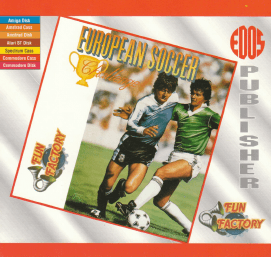 Amiga Disk
Amstrad Cass
Amstrad Disk
Atari ST Disk
Spectrum Cass
Commodore Cass
Commodore Disk
EUROPEAN SOCCER
Challenge
FUN
FACTORY
EDOS
PUBLISHER
FUN
FACTORY